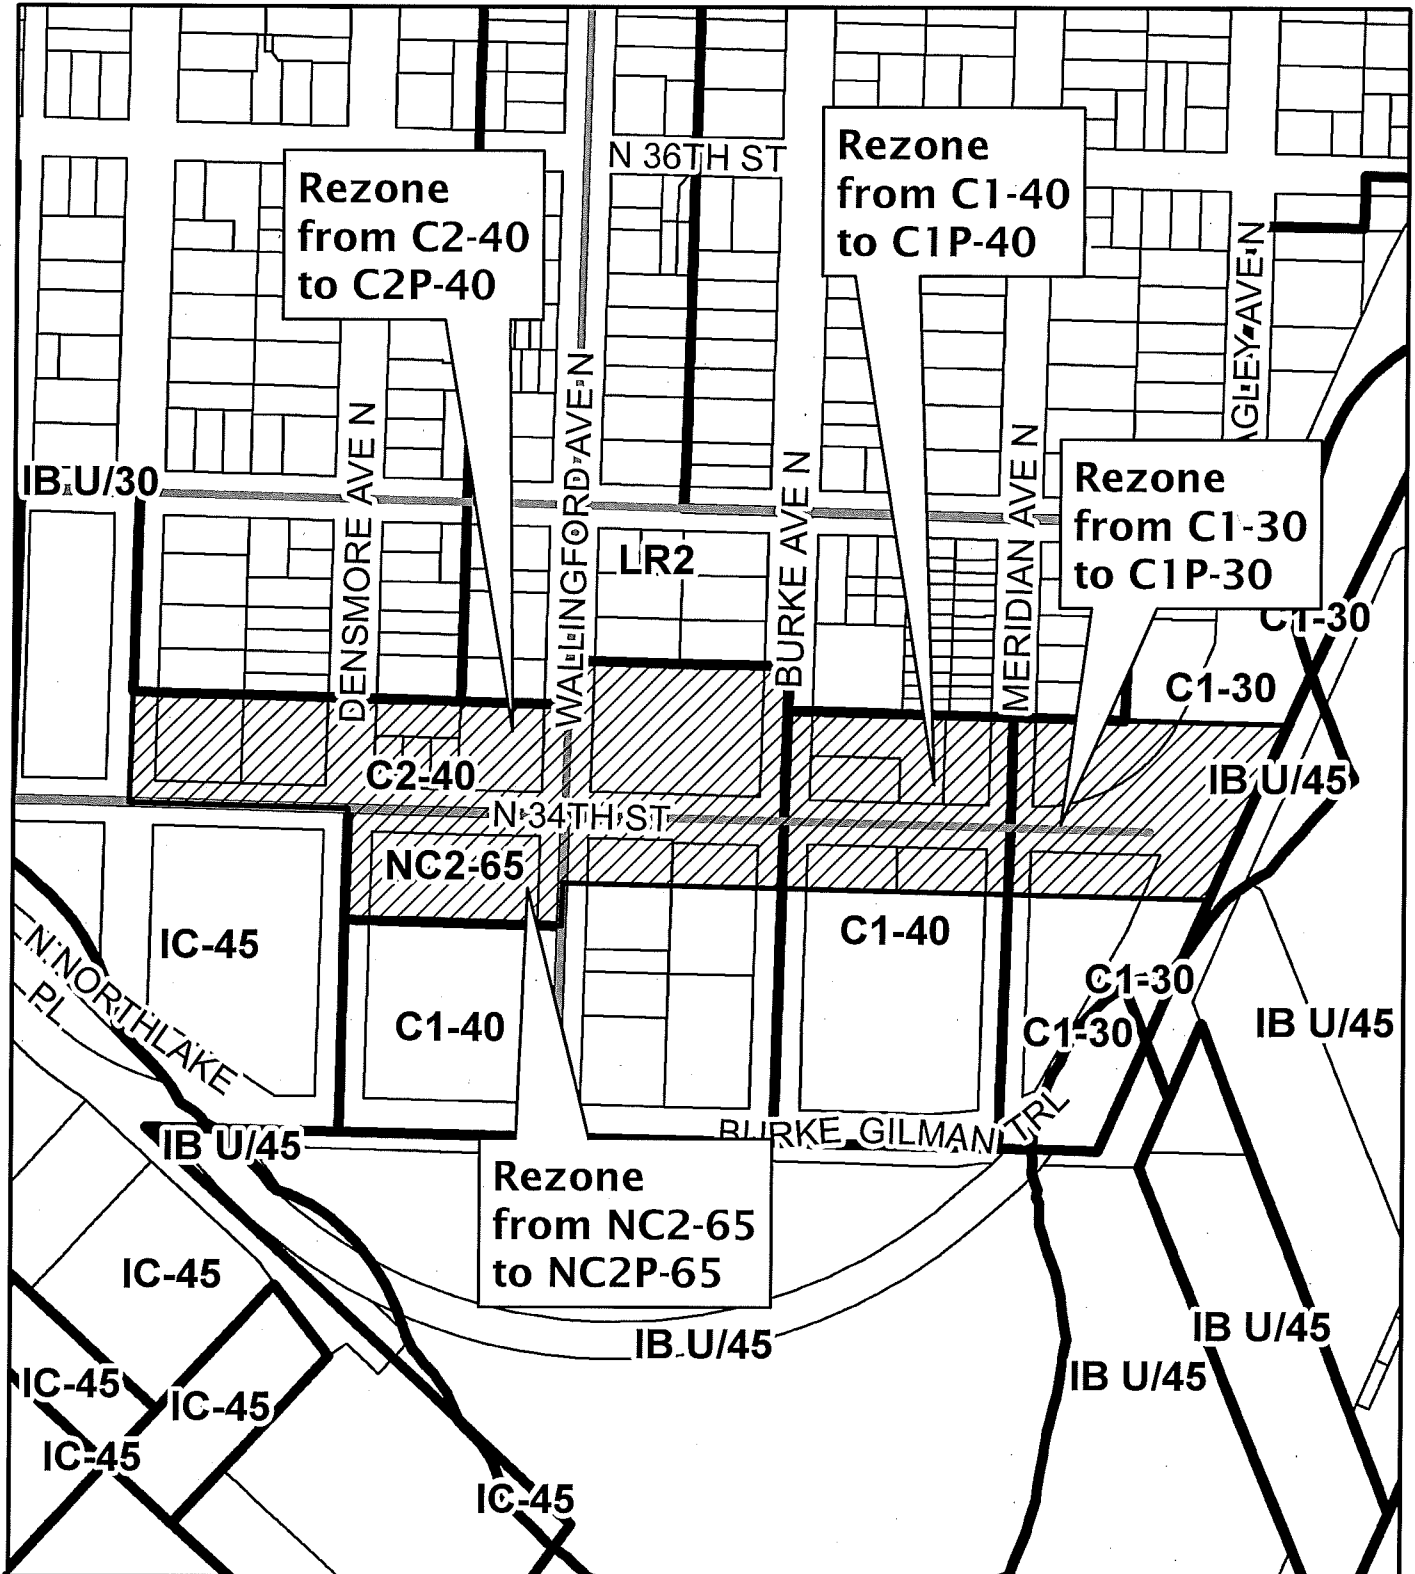 N 36TH ST
Rezone
from C1-40
to C1P-40
Rezone
from C2-40
to C2P-40
AGLEY AVE N
WALLINGFORD AVE N
DENSMORE AVE N
BURKE AVE N
MERIDIAN AVE N
Rezone
from C1-30
to C1P-30
IB U/30
LR2
C1-30
C1-30
C2-40
IB U/45
N 34TH ST
NC2-65
IC-45
C1-40
C1-30
N NORTHLAKE
PL
C1-40
C1-30
IB U/45
BURKE GILMAN TRL
IB U/45
Rezone
from NC2-65
to NC2P-65
IC-45
IB U/45
IB U/45
IB U/45
IC-45
IC-45
IC-45
IC-45